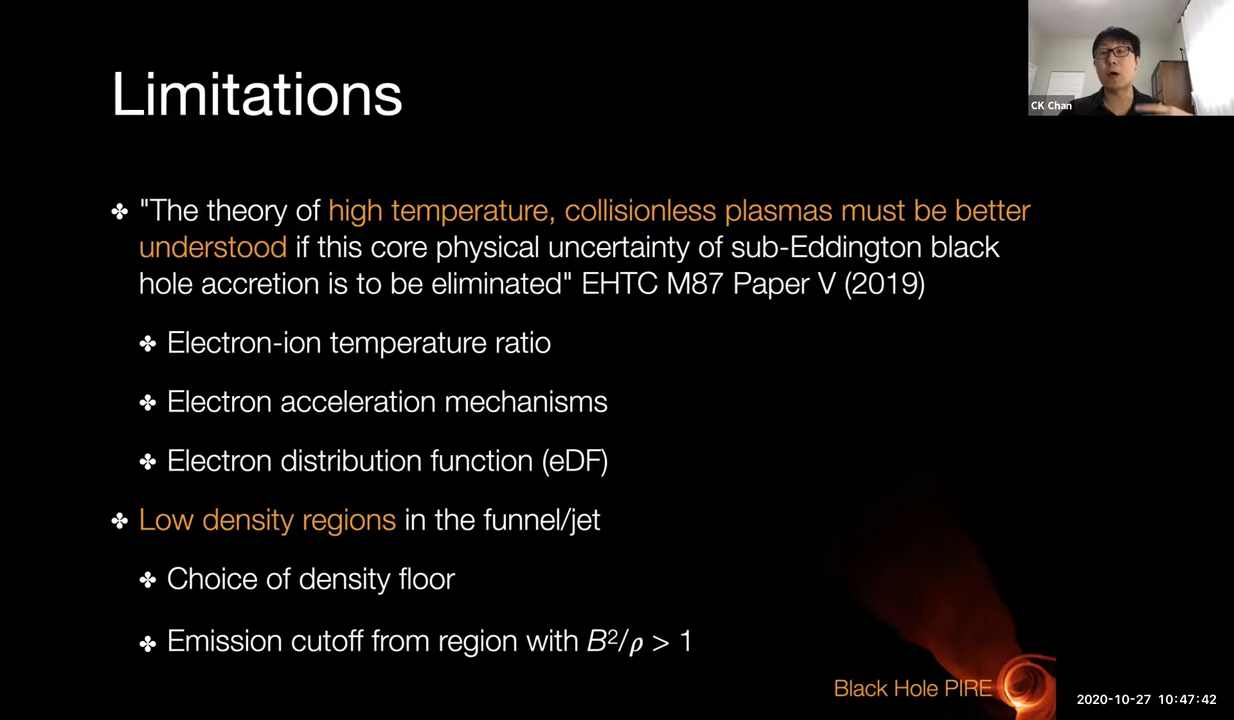 Limitations
CK Chan
"The theory of high temperature, collisionless plasmas must be better
understood if this core physical uncertainty of sub-Eddington black
hole accretion is to be eliminated" EHTC M87 Paper V (2019)
Electron-ion temperature ratio
Electron acceleration mechanisms
Electron distribution function (eDF)
Low density regions in the funnel/jet
Choice of density floor
Emission cutoff from region with B²/ρ > 1
Black Hole PIRE
2020-10-27 10:47:42